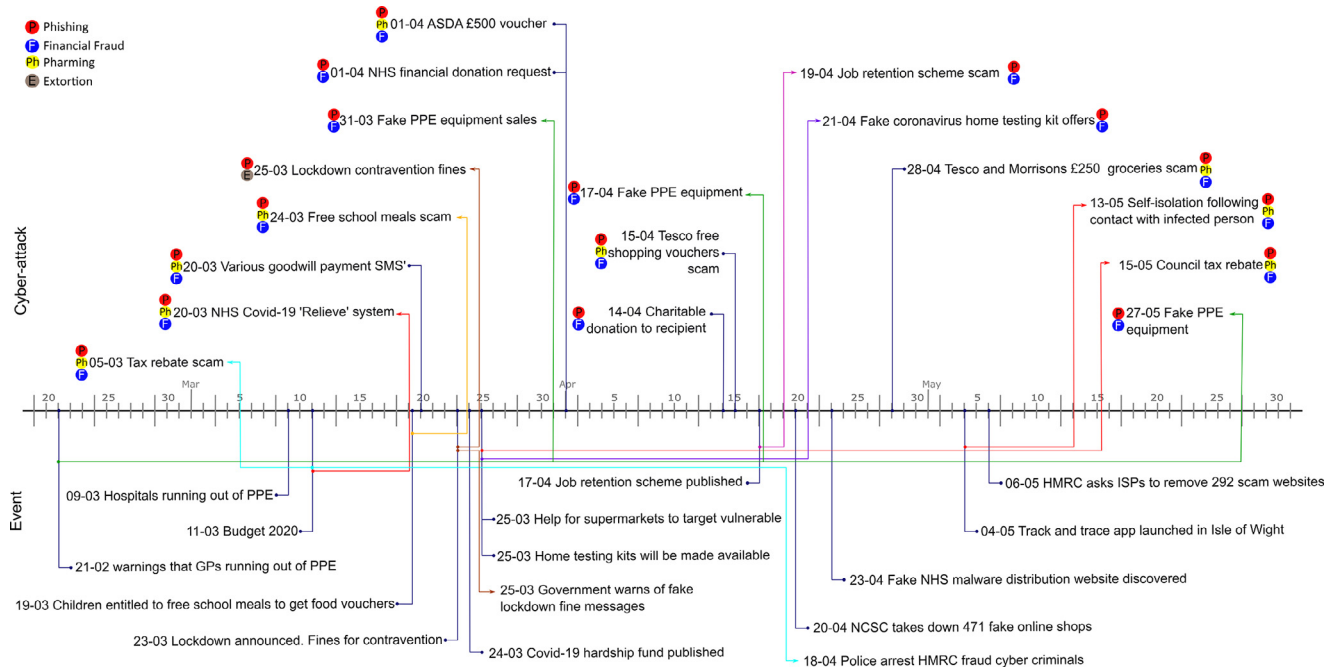 P Phishing
F Financial Fraud
Ph Pharming
E Extortion
P
Ph 01-04 ASDA £500 voucher
F
P 01-04 NHS financial donation request
F
P 31-03 Fake PPE equipment sales
F
P 25-03 Lockdown contravention fines
E
P
Ph 24-03 Free school meals scam
F
P
Ph 20-03 Various goodwill payment SMS'
F
P
Ph 20-03 NHS Covid-19 'Relieve' system
F
P
Ph 05-03 Tax rebate scam
F
P 17-04 Fake PPE equipment
F
P 15-04 Tesco free
Ph shopping vouchers
F scam
P 14-04 Charitable
F donation to recipient
19-04 Job retention scheme scam P
F
21-04 Fake coronavirus home testing kit offers P
F
P
28-04 Tesco and Morrisons £250 groceries scam Ph
F
13-05 Self-isolation following P
contact with infected person Ph
F
P
15-05 Council tax rebate Ph
F
P 27-05 Fake PPE
F equipment
Cyber-attack
Mar Apr May
20 25 30 5 10 15 20 25 30 5 10 15 20 25 30 5 10 15 20 25 30
Event
09-03 Hospitals running out of PPE
11-03 Budget 2020
21-02 warnings that GPs running out of PPE
19-03 Children entitled to free school meals to get food vouchers
23-03 Lockdown announced. Fines for contravention
17-04 Job retention scheme published
25-03 Help for supermarkets to target vulnerable
25-03 Home testing kits will be made available
25-03 Government warns of fake
lockdown fine messages
24-03 Covid-19 hardship fund published
06-05 HMRC asks ISPs to remove 292 scam websites
04-05 Track and trace app launched in Isle of Wight
23-04 Fake NHS malware distribution website discovered
20-04 NCSC takes down 471 fake online shops
18-04 Police arrest HMRC fraud cyber criminals